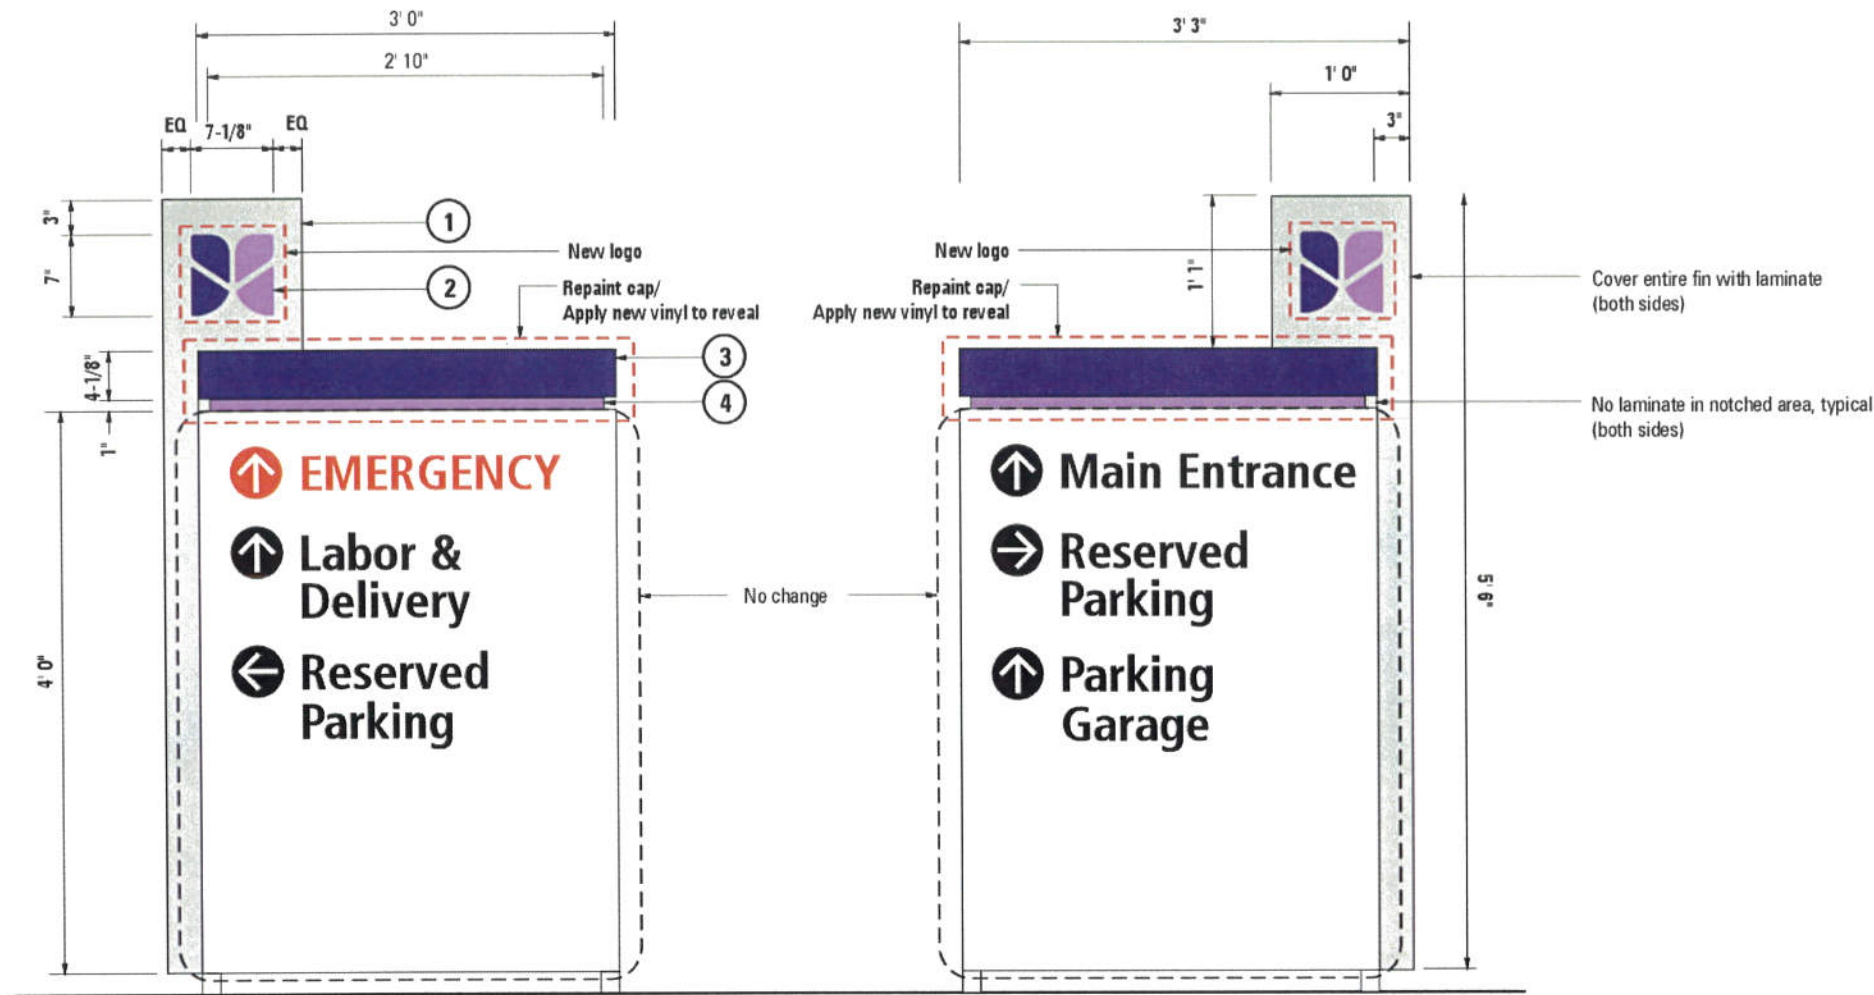 3' 0"
2' 10"
EQ 7-1/8" EQ
3"
7"
4-1/8"
1"
4' 0"
1
New logo
2
Repaint cap/
Apply new vinyl to reveal
3
4
EMERGENCY
Labor &
Delivery
Reserved
Parking
No change
3' 3"
1' 0"
3"
1' 1"
5' 6"
New logo
Repaint cap/
Apply new vinyl to reveal
Cover entire fin with laminate
(both sides)
No laminate in notched area, typical
(both sides)
Main Entrance
Reserved
Parking
Parking
Garage